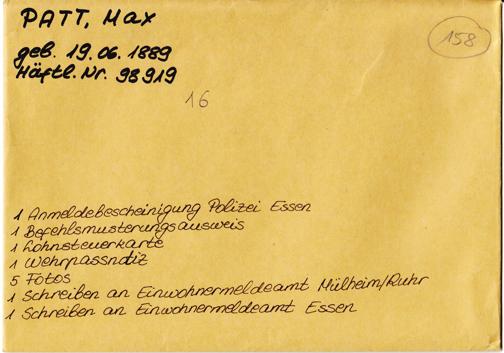 PATT, Max
158
geb. 19.06.1889
Häftl. Nr. 98919
16
1 Anmeldebescheinigung Polizei Essen
1 Befehlsmusterungsausweis
1 Lohnsteuerkarte
1 Wehrpassnotiz
5 Fotos
1 Schreiben an Einwohnermeldeamt Mülheim/Ruhr
1 Schreiben an Einwohnermeldeamt Essen